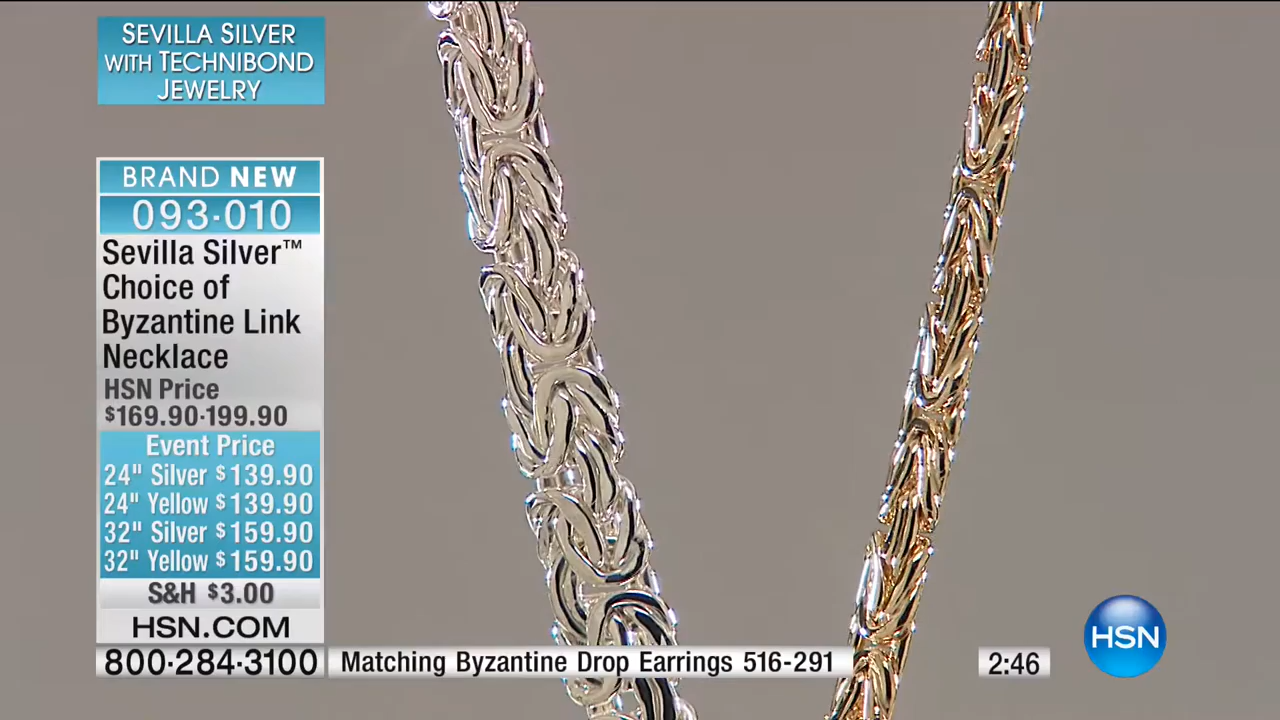 SEVILLA SILVER
WITH TECHNIBOND
JEWELRY
BRAND NEW
093·010
Sevilla Silver™
Choice of
Byzantine Link
Necklace
HSN Price
$169.90-199.90
Event Price
24" Silver $139.90
24" Yellow $139.90
32" Silver $159.90
32" Yellow $159.90
S&H $3.00
HSN.COM
800·284·3100 Matching Byzantine Drop Earrings 516-291 2:46
HSN